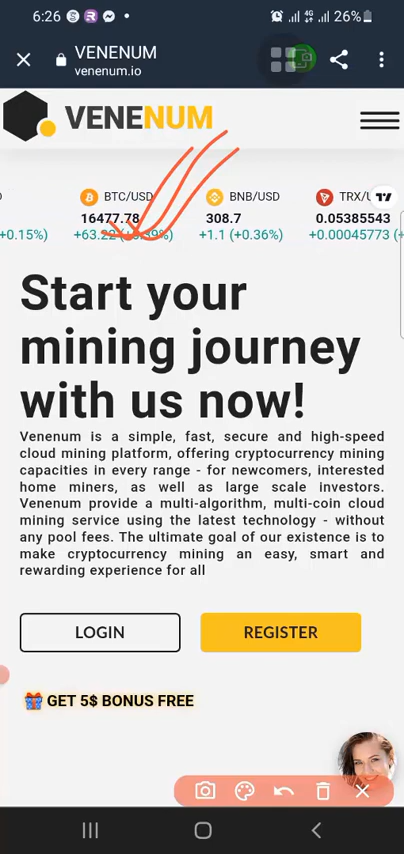 6:26 26%
VENENUM
venenum.io
VENENUM
BTC/USD BNB/USD TRX/U
16477.78 308.7 0.05385543
+0.15%) +63.22 +1.1 (+0.36%) +0.00045773 (+
Start your
mining journey
with us now!
Venenum is a simple, fast, secure and high-speed
cloud mining platform, offering cryptocurrency mining
capacities in every range - for newcomers, interested
home miners, as well as large scale investors.
Venenum provide a multi-algorithm, multi-coin cloud
mining service using the latest technology - without
any pool fees. The ultimate goal of our existence is to
make cryptocurrency mining an easy, smart and
rewarding experience for all
LOGIN REGISTER
🎁 GET 5$ BONUS FREE